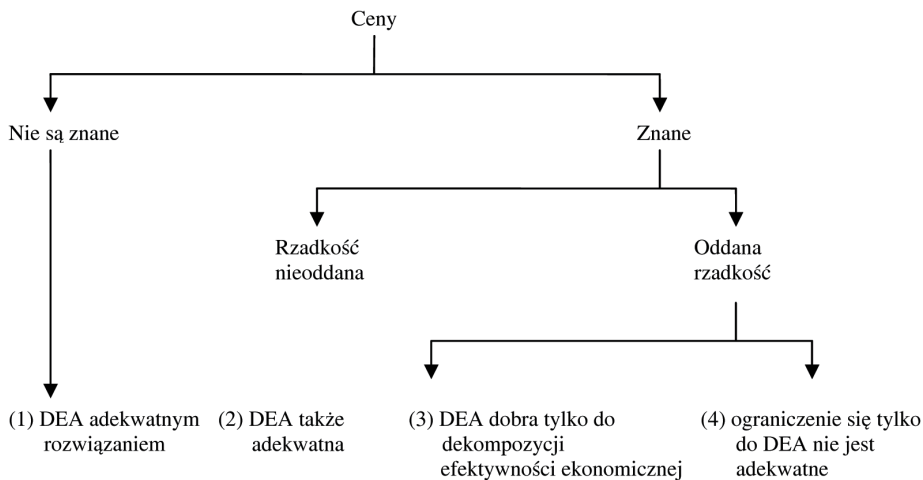 Ceny
Nie są znane
Znane
Rzadkość
nieoddana
Oddana
rzadkość
(1) DEA adekwatnym
rozwiązaniem
(2) DEA także
adekwatna
(3) DEA dobra tylko do
dekompozycji
efektywności ekonomicznej
(4) ograniczenie się tylko
do DEA nie jest
adekwatne